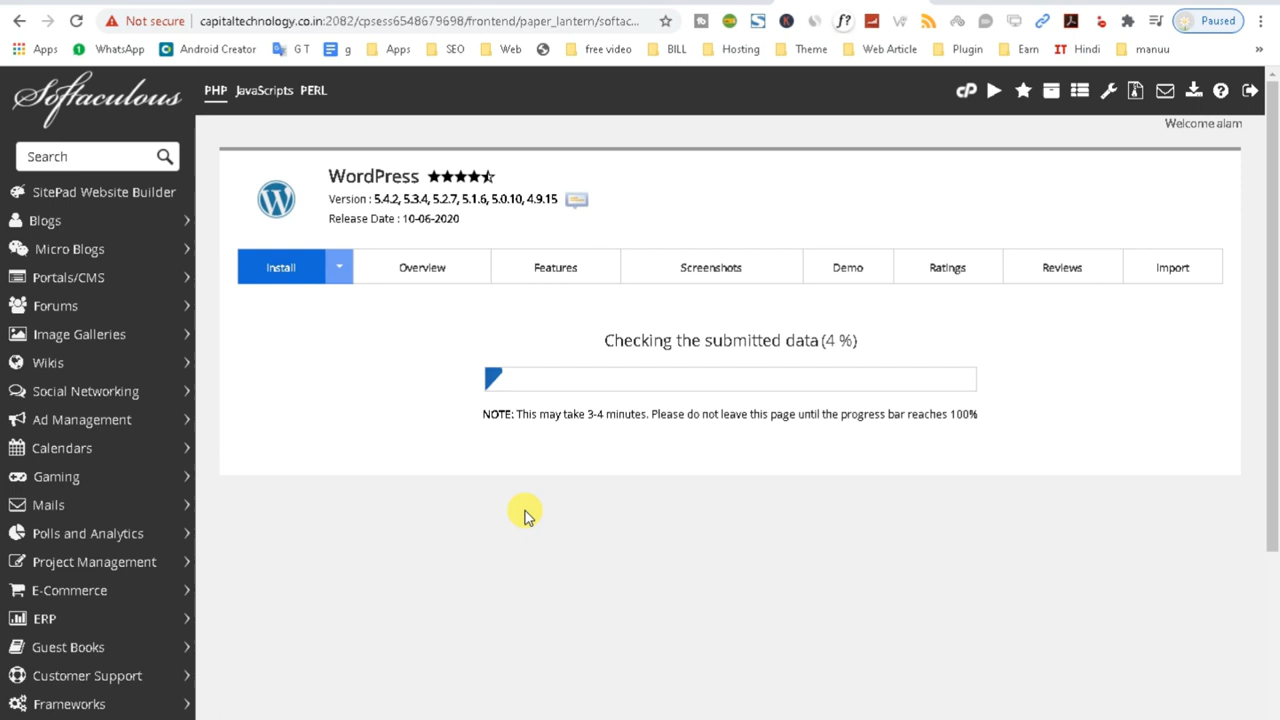 Not secure capitaltechnology.co.in:2082/cpsess6548679698/frontend/paper_lantern/softac... f? Paused
Apps WhatsApp Android Creator G T g Apps SEO Web free video BILL Hosting Theme Web Article Plugin Earn IT Hindi manuu »
Softaculous PHP JavaScripts PERL cP
Welcome alam
Search
SitePad Website Builder
Blogs
Micro Blogs
Portals/CMS
Forums
Image Galleries
Wikis
Social Networking
Ad Management
Calendars
Gaming
Mails
Polls and Analytics
Project Management
E-Commerce
ERP
Guest Books
Customer Support
Frameworks
WordPress
Version : 5.4.2, 5.3.4, 5.2.7, 5.1.6, 5.0.10, 4.9.15
Release Date : 10-06-2020
Install Overview Features Screenshots Demo Ratings Reviews Import
Checking the submitted data (4 %)
NOTE: This may take 3-4 minutes. Please do not leave this page until the progress bar reaches 100%